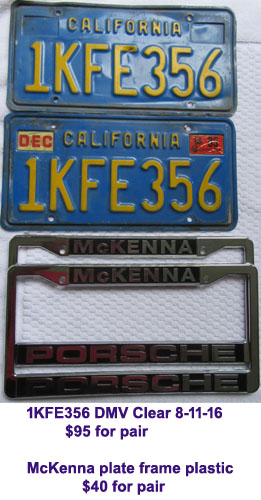 CALIFORNIA
1KFE356
DEC CALIFORNIA
1KFE356
McKENNA
McKENNA
PORSCHE
PORSCHE
1KFE356 DMV Clear 8-11-16
$95 for pair
McKenna plate frame plastic
$40 for pair